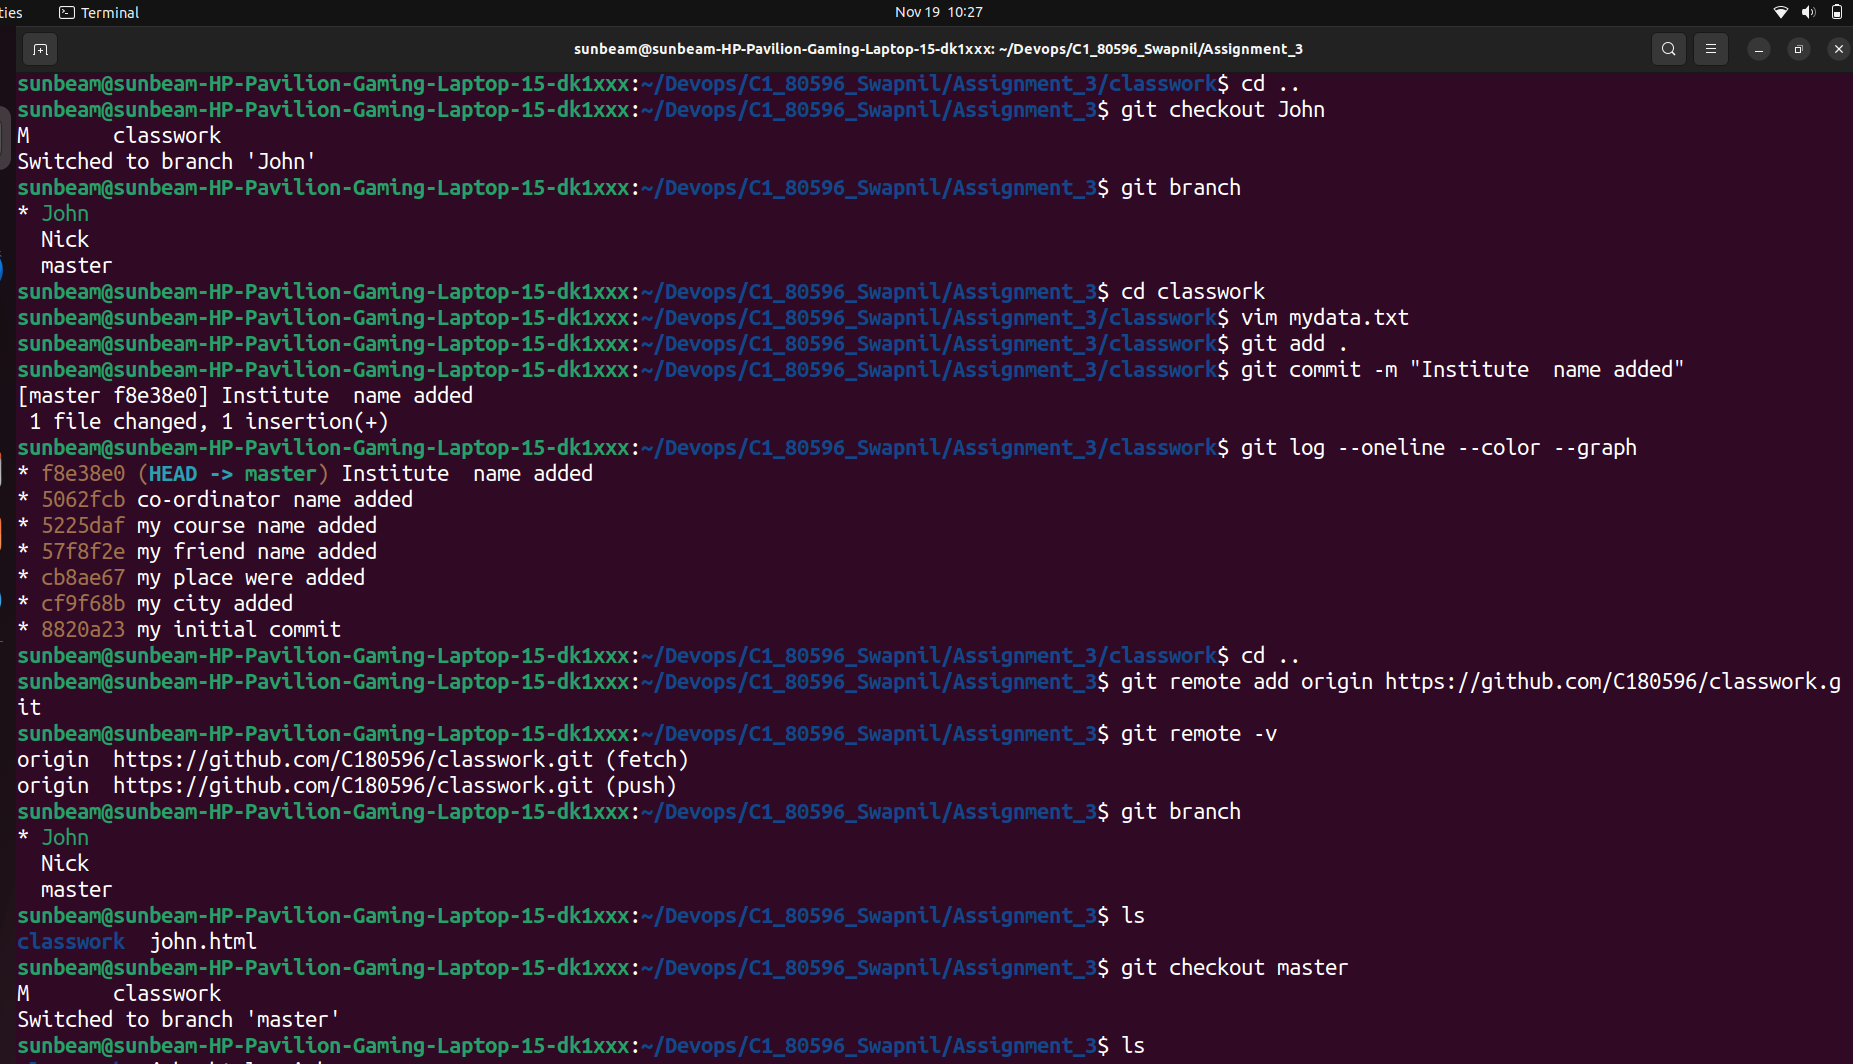 ties Terminal Nov 19 10:27
sunbeam@sunbeam-HP-Pavilion-Gaming-Laptop-15-dk1xxx: ~/Devops/C1_80596_Swapnil/Assignment_3
sunbeam@sunbeam-HP-Pavilion-Gaming-Laptop-15-dk1xxx:~/Devops/C1_80596_Swapnil/Assignment_3/classwork$ cd ..
sunbeam@sunbeam-HP-Pavilion-Gaming-Laptop-15-dk1xxx:~/Devops/C1_80596_Swapnil/Assignment_3$ git checkout John
M       classwork
Switched to branch 'John'
sunbeam@sunbeam-HP-Pavilion-Gaming-Laptop-15-dk1xxx:~/Devops/C1_80596_Swapnil/Assignment_3$ git branch
* John
  Nick
  master
sunbeam@sunbeam-HP-Pavilion-Gaming-Laptop-15-dk1xxx:~/Devops/C1_80596_Swapnil/Assignment_3$ cd classwork
sunbeam@sunbeam-HP-Pavilion-Gaming-Laptop-15-dk1xxx:~/Devops/C1_80596_Swapnil/Assignment_3/classwork$ vim mydata.txt
sunbeam@sunbeam-HP-Pavilion-Gaming-Laptop-15-dk1xxx:~/Devops/C1_80596_Swapnil/Assignment_3/classwork$ git add .
sunbeam@sunbeam-HP-Pavilion-Gaming-Laptop-15-dk1xxx:~/Devops/C1_80596_Swapnil/Assignment_3/classwork$ git commit -m "Institute  name added"
[master f8e38e0] Institute  name added
 1 file changed, 1 insertion(+)
sunbeam@sunbeam-HP-Pavilion-Gaming-Laptop-15-dk1xxx:~/Devops/C1_80596_Swapnil/Assignment_3/classwork$ git log --oneline --color --graph
* f8e38e0 (HEAD -> master) Institute  name added
* 5062fcb co-ordinator name added
* 5225daf my course name added
* 57f8f2e my friend name added
* cb8ae67 my place were added
* cf9f68b my city added
* 8820a23 my initial commit
sunbeam@sunbeam-HP-Pavilion-Gaming-Laptop-15-dk1xxx:~/Devops/C1_80596_Swapnil/Assignment_3/classwork$ cd ..
sunbeam@sunbeam-HP-Pavilion-Gaming-Laptop-15-dk1xxx:~/Devops/C1_80596_Swapnil/Assignment_3$ git remote add origin https://github.com/C180596/classwork.g
it
sunbeam@sunbeam-HP-Pavilion-Gaming-Laptop-15-dk1xxx:~/Devops/C1_80596_Swapnil/Assignment_3$ git remote -v
origin  https://github.com/C180596/classwork.git (fetch)
origin  https://github.com/C180596/classwork.git (push)
sunbeam@sunbeam-HP-Pavilion-Gaming-Laptop-15-dk1xxx:~/Devops/C1_80596_Swapnil/Assignment_3$ git branch
* John
  Nick
  master
sunbeam@sunbeam-HP-Pavilion-Gaming-Laptop-15-dk1xxx:~/Devops/C1_80596_Swapnil/Assignment_3$ ls
classwork  john.html
sunbeam@sunbeam-HP-Pavilion-Gaming-Laptop-15-dk1xxx:~/Devops/C1_80596_Swapnil/Assignment_3$ git checkout master
M       classwork
Switched to branch 'master'
sunbeam@sunbeam-HP-Pavilion-Gaming-Laptop-15-dk1xxx:~/Devops/C1_80596_Swapnil/Assignment_3$ ls